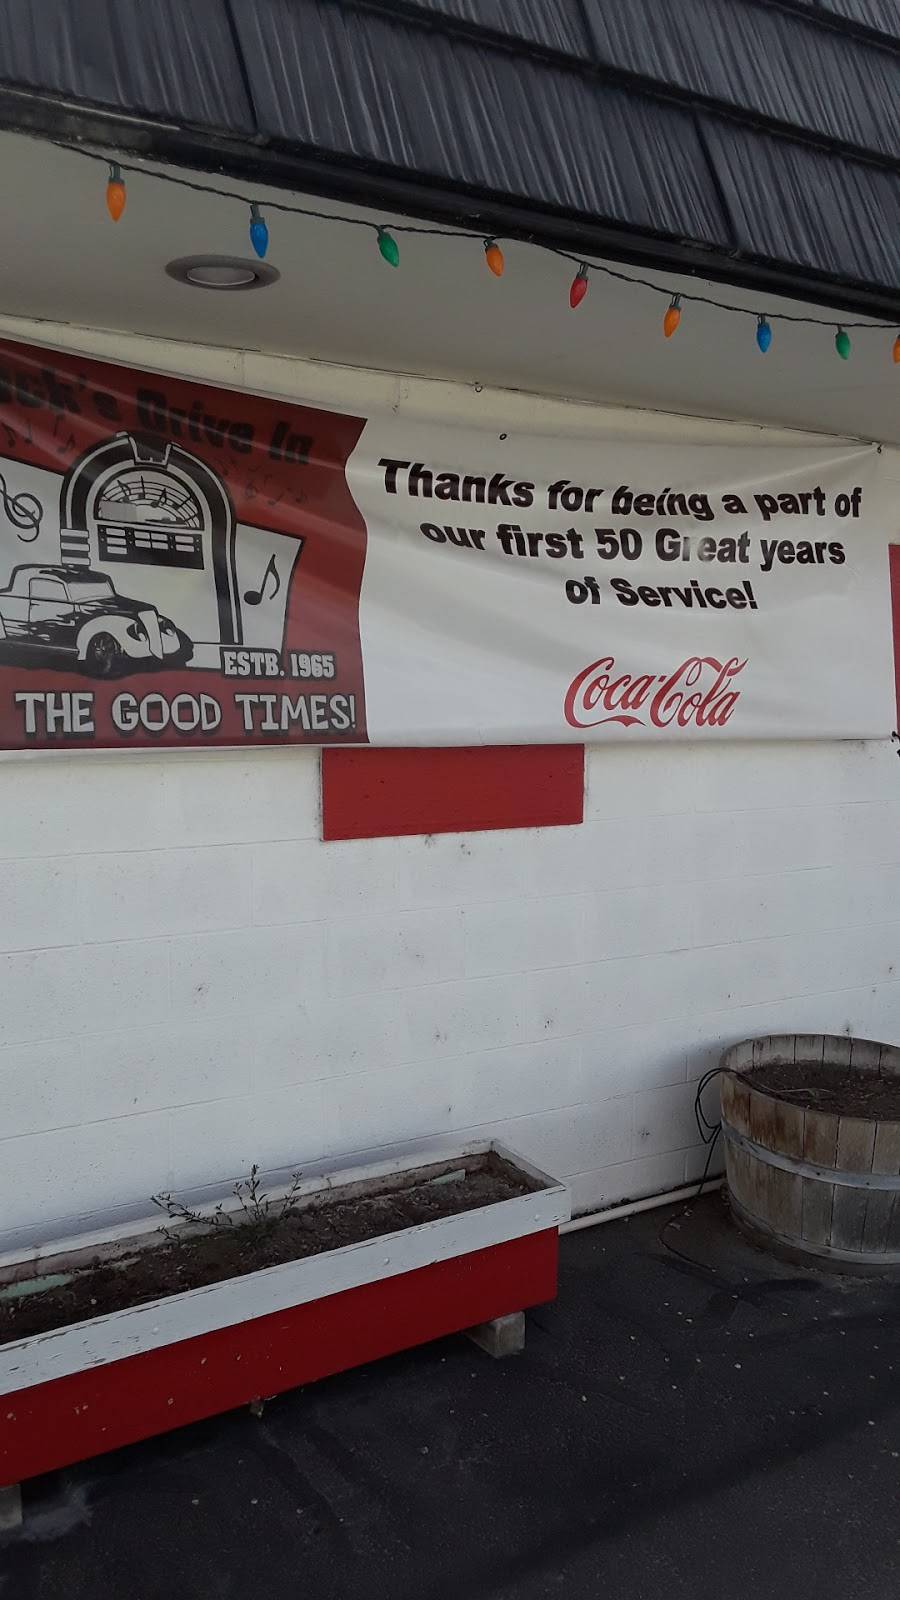 Drive In
ESTB. 1965
THE GOOD TIMES!
Thanks for being a part of
our first 50 Great years
of Service!
Coca-Cola